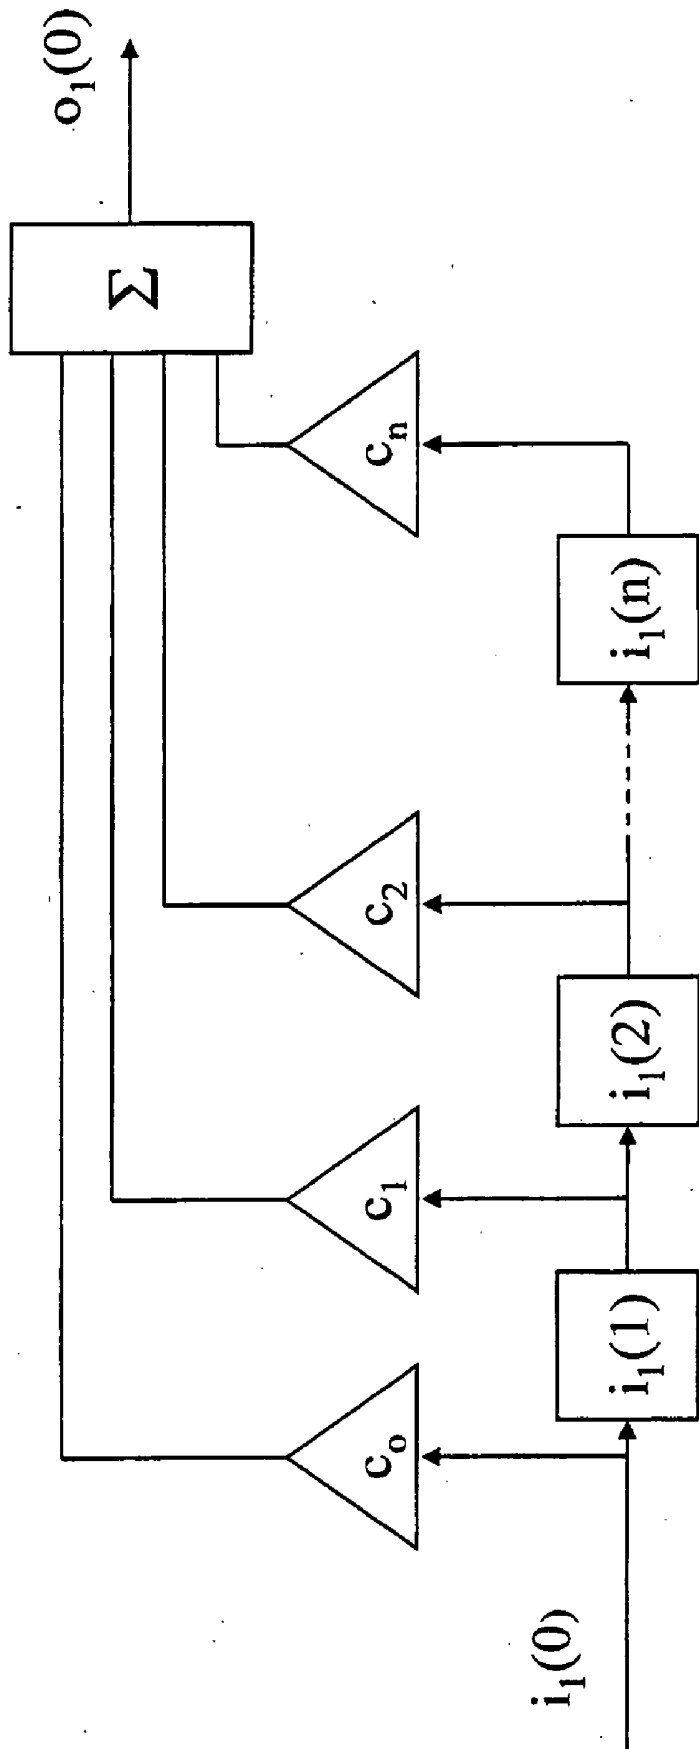 o₁(0)
Σ
cₙ
c₂
c₁
cₒ
i₁(n)
i₁(2)
i₁(1)
i₁(0)